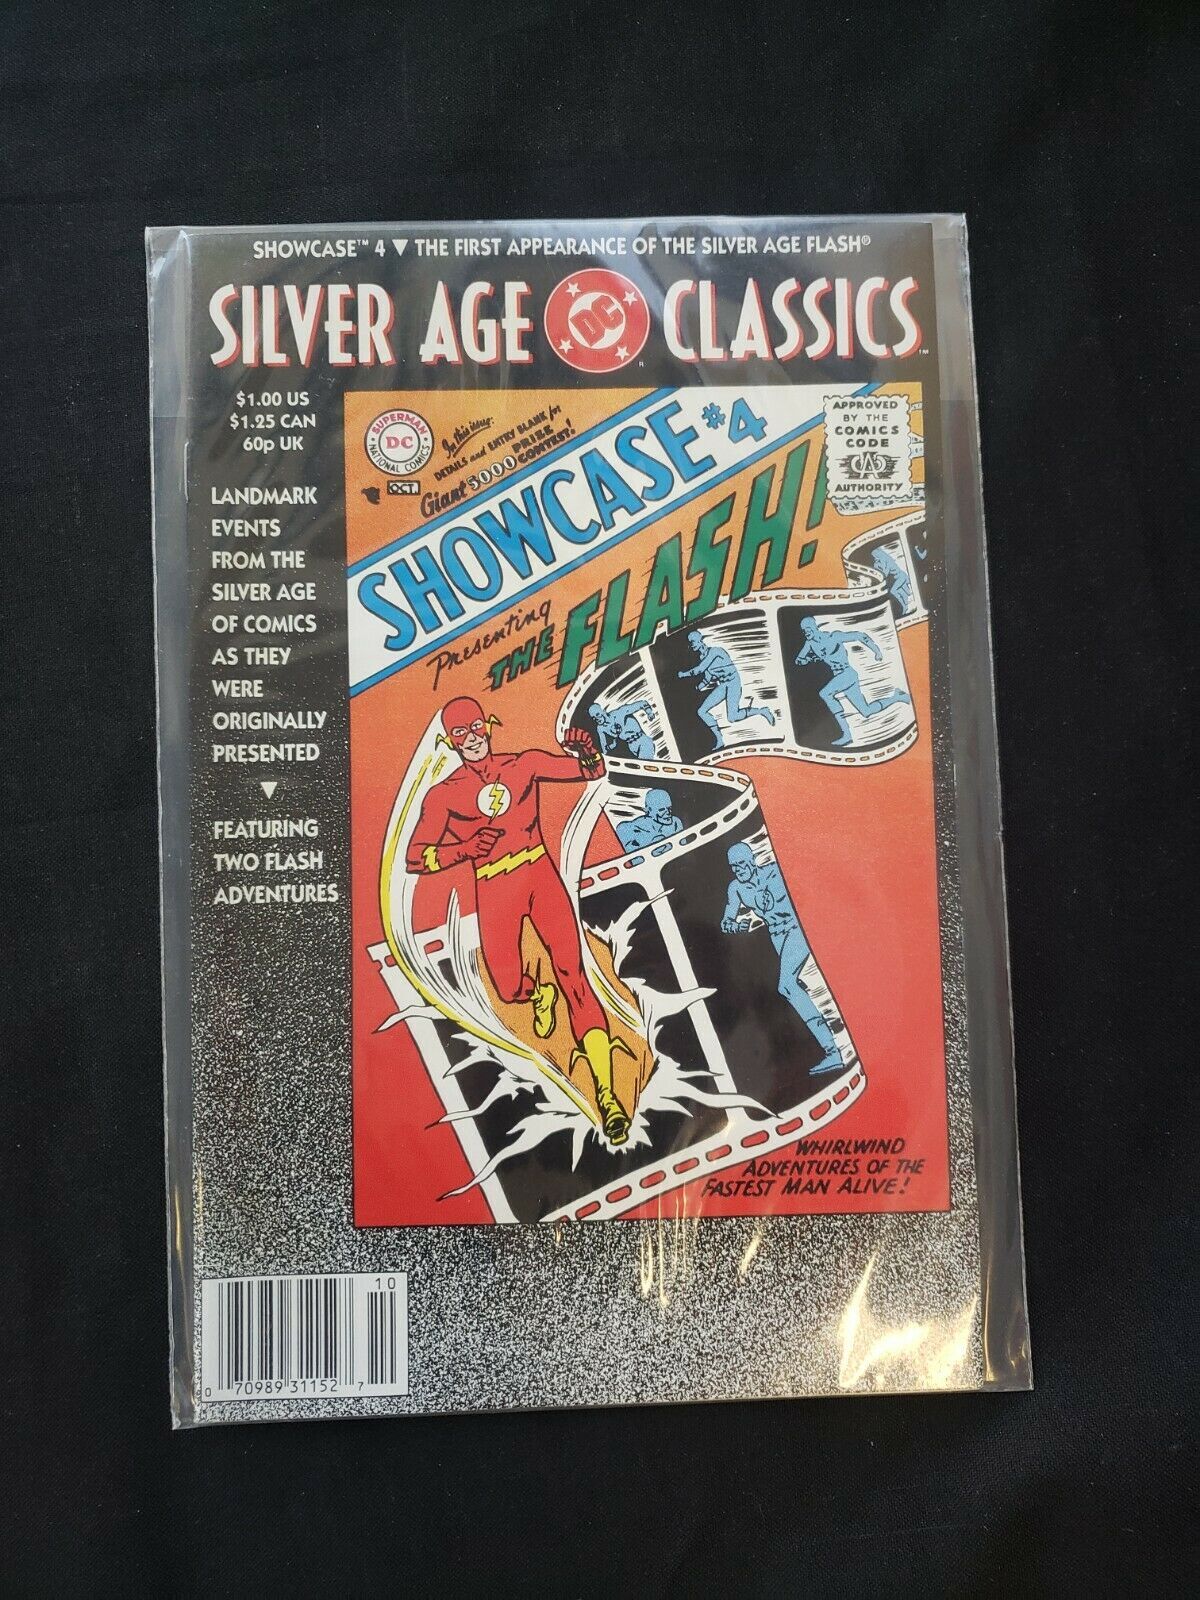 SHOWCASE™ 4 ▼ THE FIRST APPEARANCE OF THE SILVER AGE FLASH®
SILVER AGE DC CLASSICS™
R
$1.00 US
$1.25 CAN
60p UK
LANDMARK
EVENTS
FROM THE
SILVER AGE
OF COMICS
AS THEY
WERE
ORIGINALLY
PRESENTED
▼
FEATURING
TWO FLASH
ADVENTURES
SUPERMAN
DC
NATIONAL COMICS
OCT.
In this issue:
DETAILS and ENTRY BLANK for
Giant 5000 PRIZE
CONTEST!
SHOWCASE #4
APPROVED
BY THE
COMICS
CODE
CA
AUTHORITY
Presenting
THE FLASH!
WHIRLWIND
ADVENTURES OF THE
FASTEST MAN ALIVE!
10
0 70989 31152 7